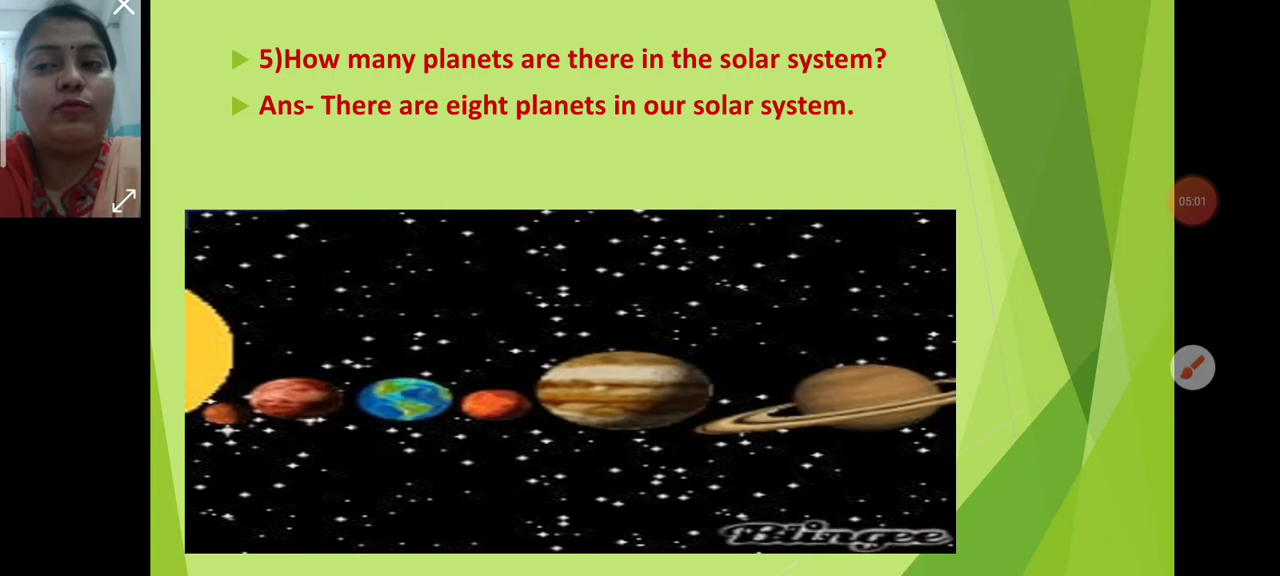 5)How many planets are there in the solar system?
Ans- There are eight planets in our solar system.
05:01
Blingee